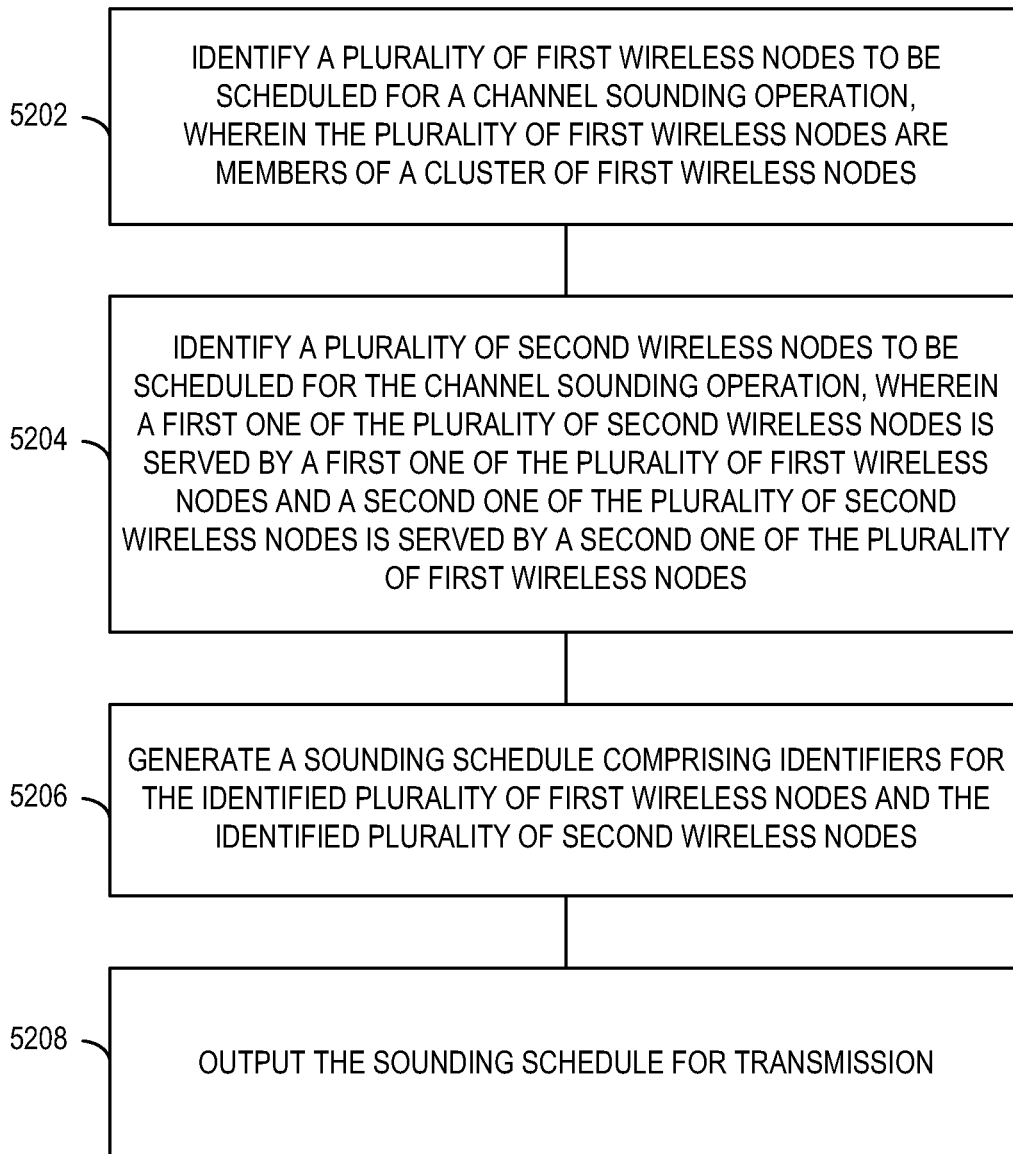 5202
IDENTIFY A PLURALITY OF FIRST WIRELESS NODES TO BE
SCHEDULED FOR A CHANNEL SOUNDING OPERATION,
WHEREIN THE PLURALITY OF FIRST WIRELESS NODES ARE
MEMBERS OF A CLUSTER OF FIRST WIRELESS NODES
5204
IDENTIFY A PLURALITY OF SECOND WIRELESS NODES TO BE
SCHEDULED FOR THE CHANNEL SOUNDING OPERATION, WHEREIN
A FIRST ONE OF THE PLURALITY OF SECOND WIRELESS NODES IS
SERVED BY A FIRST ONE OF THE PLURALITY OF FIRST WIRELESS
NODES AND A SECOND ONE OF THE PLURALITY OF SECOND
WIRELESS NODES IS SERVED BY A SECOND ONE OF THE PLURALITY
OF FIRST WIRELESS NODES
5206
GENERATE A SOUNDING SCHEDULE COMPRISING IDENTIFIERS FOR
THE IDENTIFIED PLURALITY OF FIRST WIRELESS NODES AND THE
IDENTIFIED PLURALITY OF SECOND WIRELESS NODES
5208
OUTPUT THE SOUNDING SCHEDULE FOR TRANSMISSION